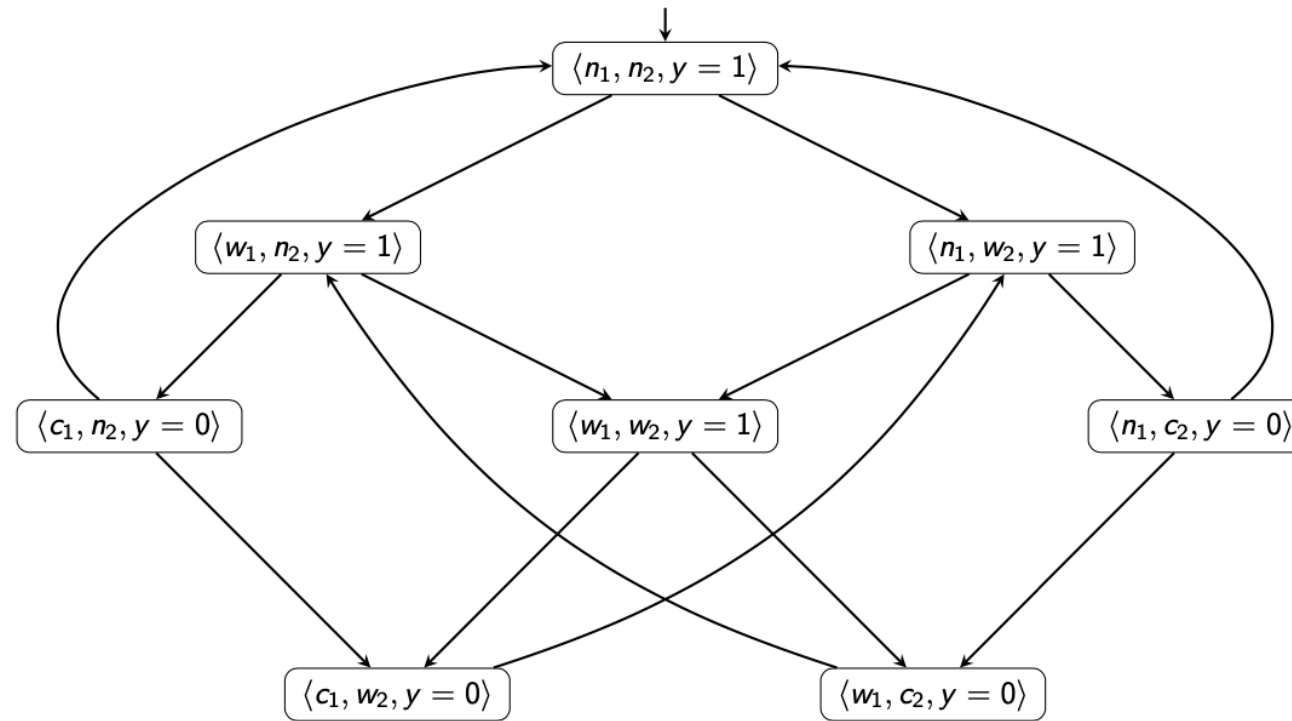 ⟨n₁, n₂, y = 1⟩
⟨w₁, n₂, y = 1⟩
⟨n₁, w₂, y = 1⟩
⟨c₁, n₂, y = 0⟩
⟨w₁, w₂, y = 1⟩
⟨n₁, c₂, y = 0⟩
⟨c₁, w₂, y = 0⟩
⟨w₁, c₂, y = 0⟩